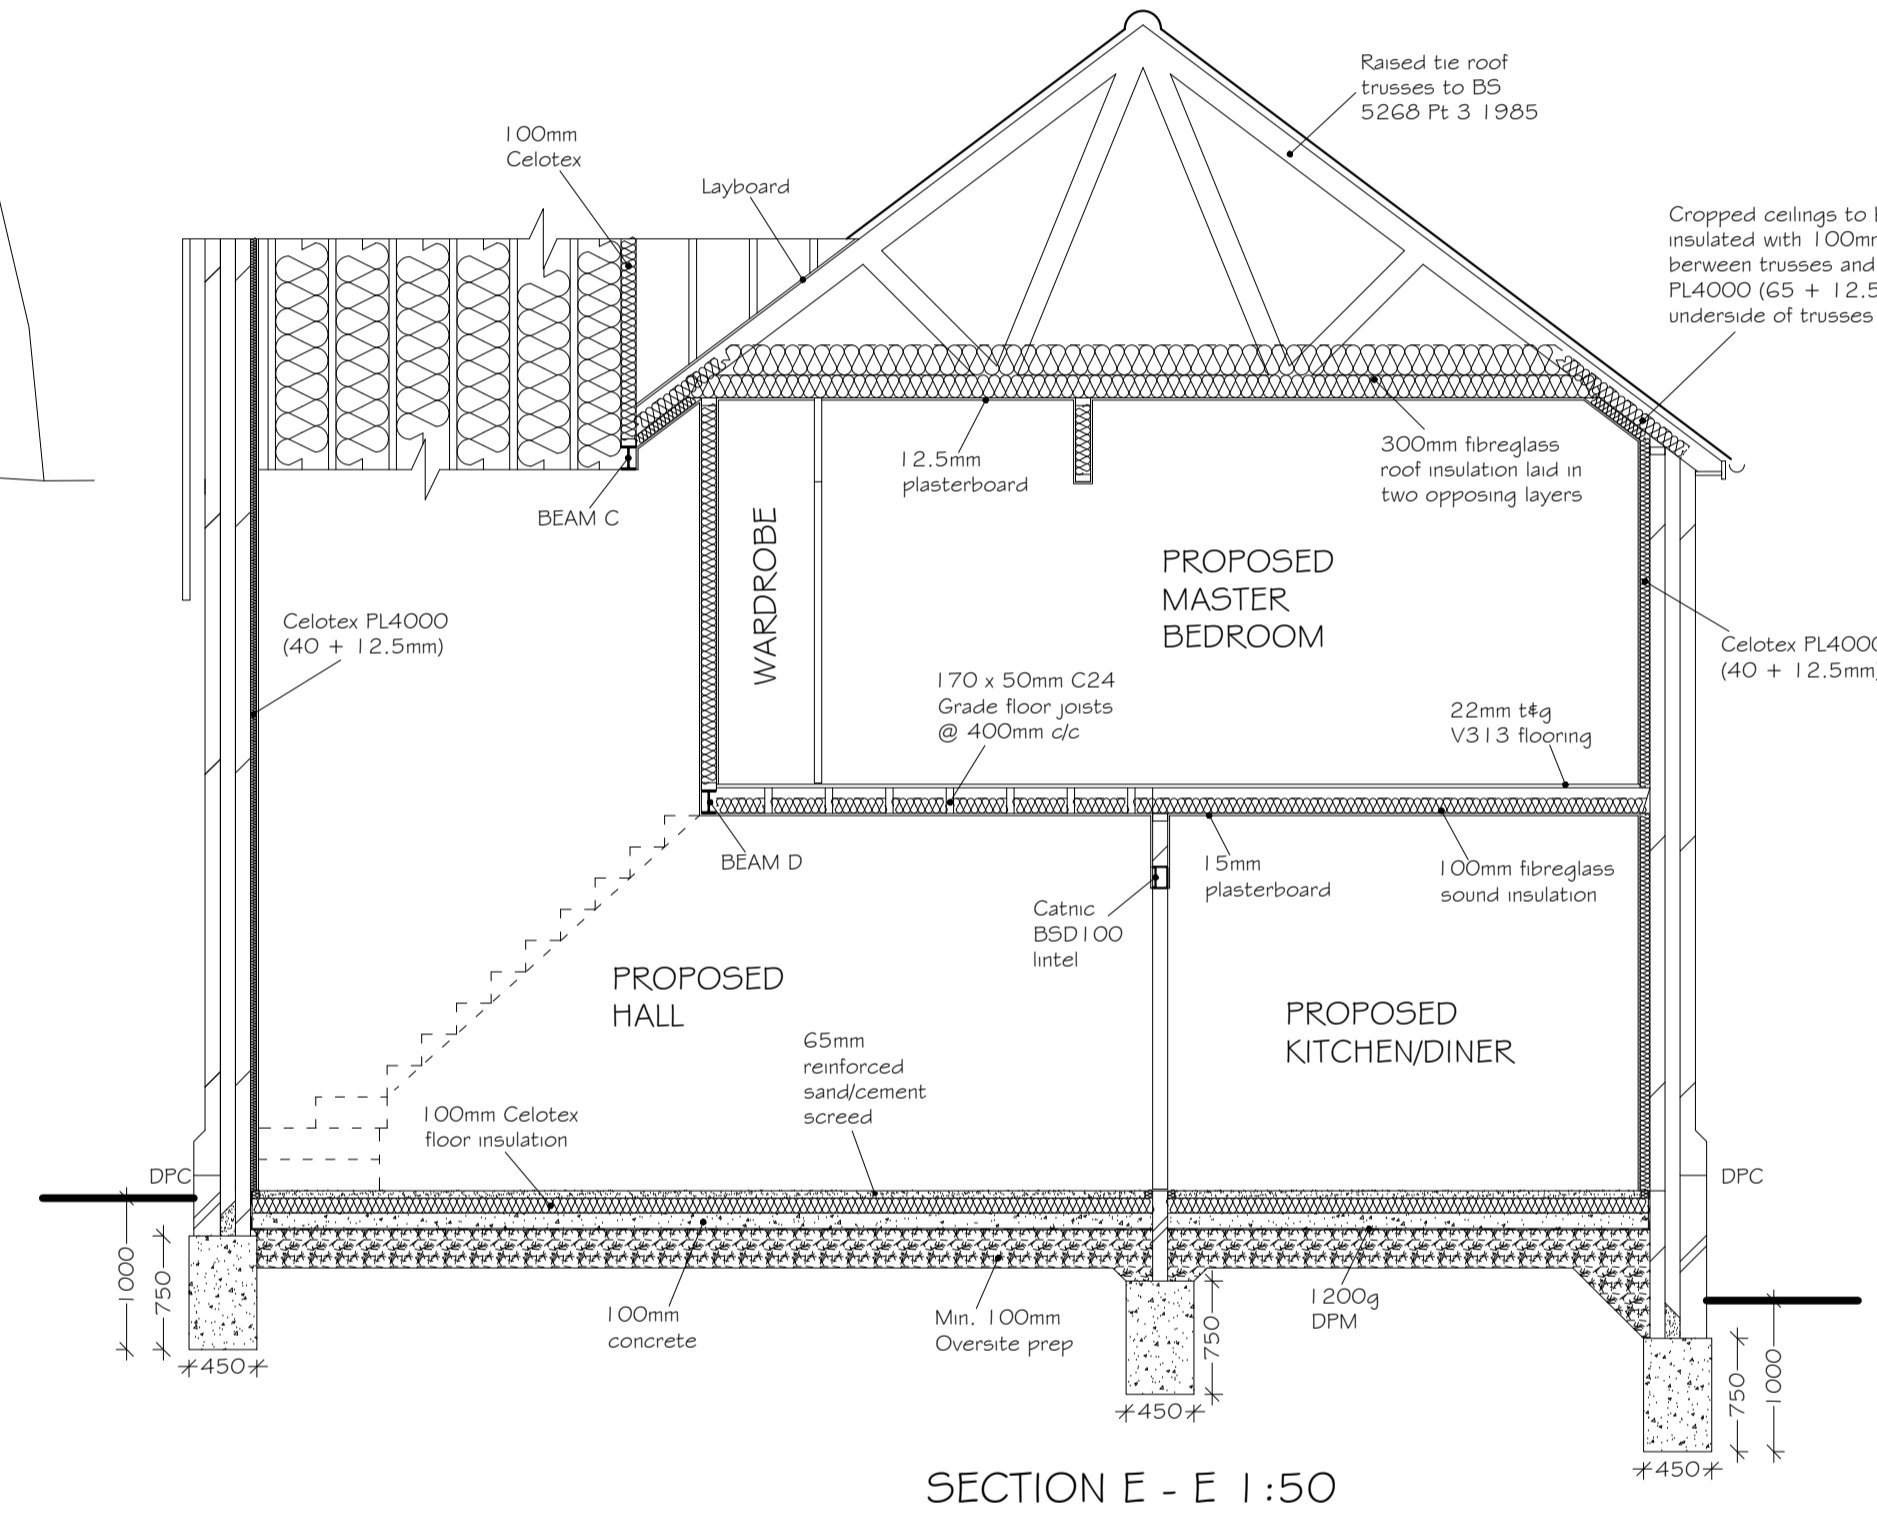 Raised tie roof
trusses to BS
5268 Pt 3 1985
100mm
Celotex
Layboard
Cropped ceilings to
insulated with 100mm
berween trusses and
PL4000 (65 + 12.5
underside of trusses
12.5mm
plasterboard
300mm fibreglass
roof insulation laid in
two opposing layers
BEAM C
WARDROBE
PROPOSED
MASTER
BEDROOM
Celotex PL4000
(40 + 12.5mm)
Celotex PL4000
(40 + 12.5mm)
170 x 50mm C24
Grade floor joists
@ 400mm c/c
22mm t&g
V313 flooring
BEAM D
15mm
plasterboard
100mm fibreglass
sound insulation
Catnic
BSD100
lintel
PROPOSED
HALL
PROPOSED
KITCHEN/DINER
65mm
reinforced
sand/cement
screed
100mm Celotex
floor insulation
DPC
DPC
1000
750
450
100mm
concrete
Min. 100mm
Oversite prep
750
450
1200g
DPM
750
1000
450
SECTION E - E 1:50